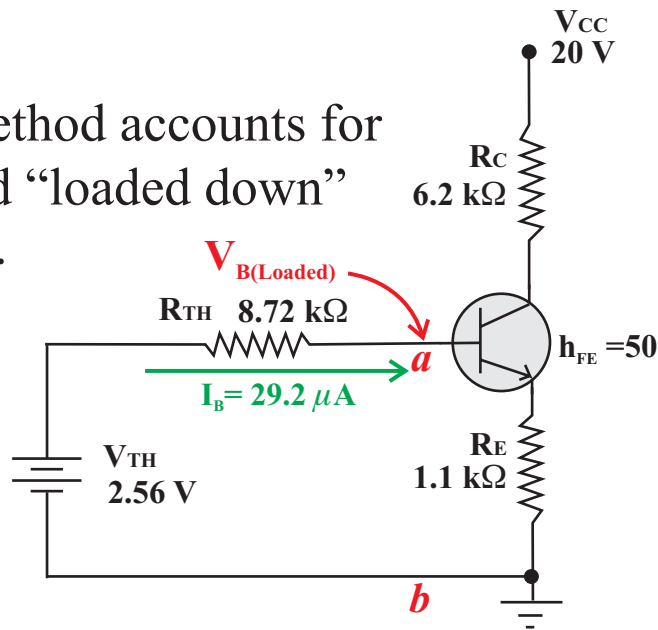 VCC
20 V
ethod accounts for
d “loaded down”
.
RC
6.2 kΩ
V B(Loaded)
RTH 8.72 kΩ
a
hFE =50
IB= 29.2 μA
VTH
2.56 V
RE
1.1 kΩ
b